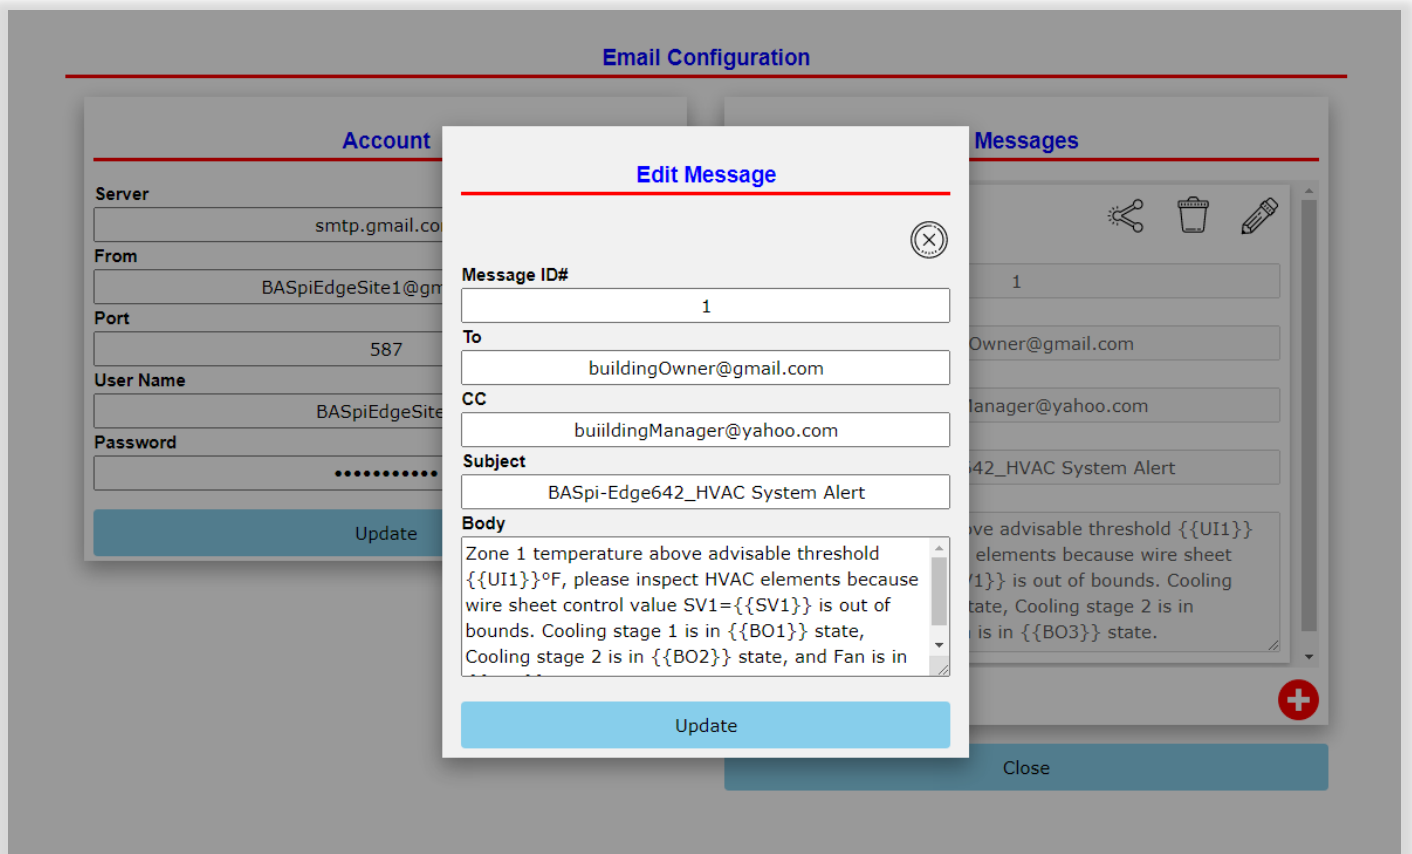 Email Configuration
Account
Server
smtp.gmail.co
From
BASpiEdgeSite1@gm
Port
587
User Name
BASpiEdgeSite
Password
•••••••••••
Update
Edit Message
Message ID#
1
To
buildingOwner@gmail.com
CC
buiildingManager@yahoo.com
Subject
BASpi-Edge642_HVAC System Alert
Body
Zone 1 temperature above advisable threshold
{{UI1}}ºF, please inspect HVAC elements because
wire sheet control value SV1={{SV1}} is out of
bounds. Cooling stage 1 is in {{BO1}} state,
Cooling stage 2 is in {{BO2}} state, and Fan is in
Update
Messages
1
Owner@gmail.com
Manager@yahoo.com
642_HVAC System Alert
ove advisable threshold {{UI1}}
elements because wire sheet
V1}} is out of bounds. Cooling
tate, Cooling stage 2 is in
is in {{BO3}} state.
Close